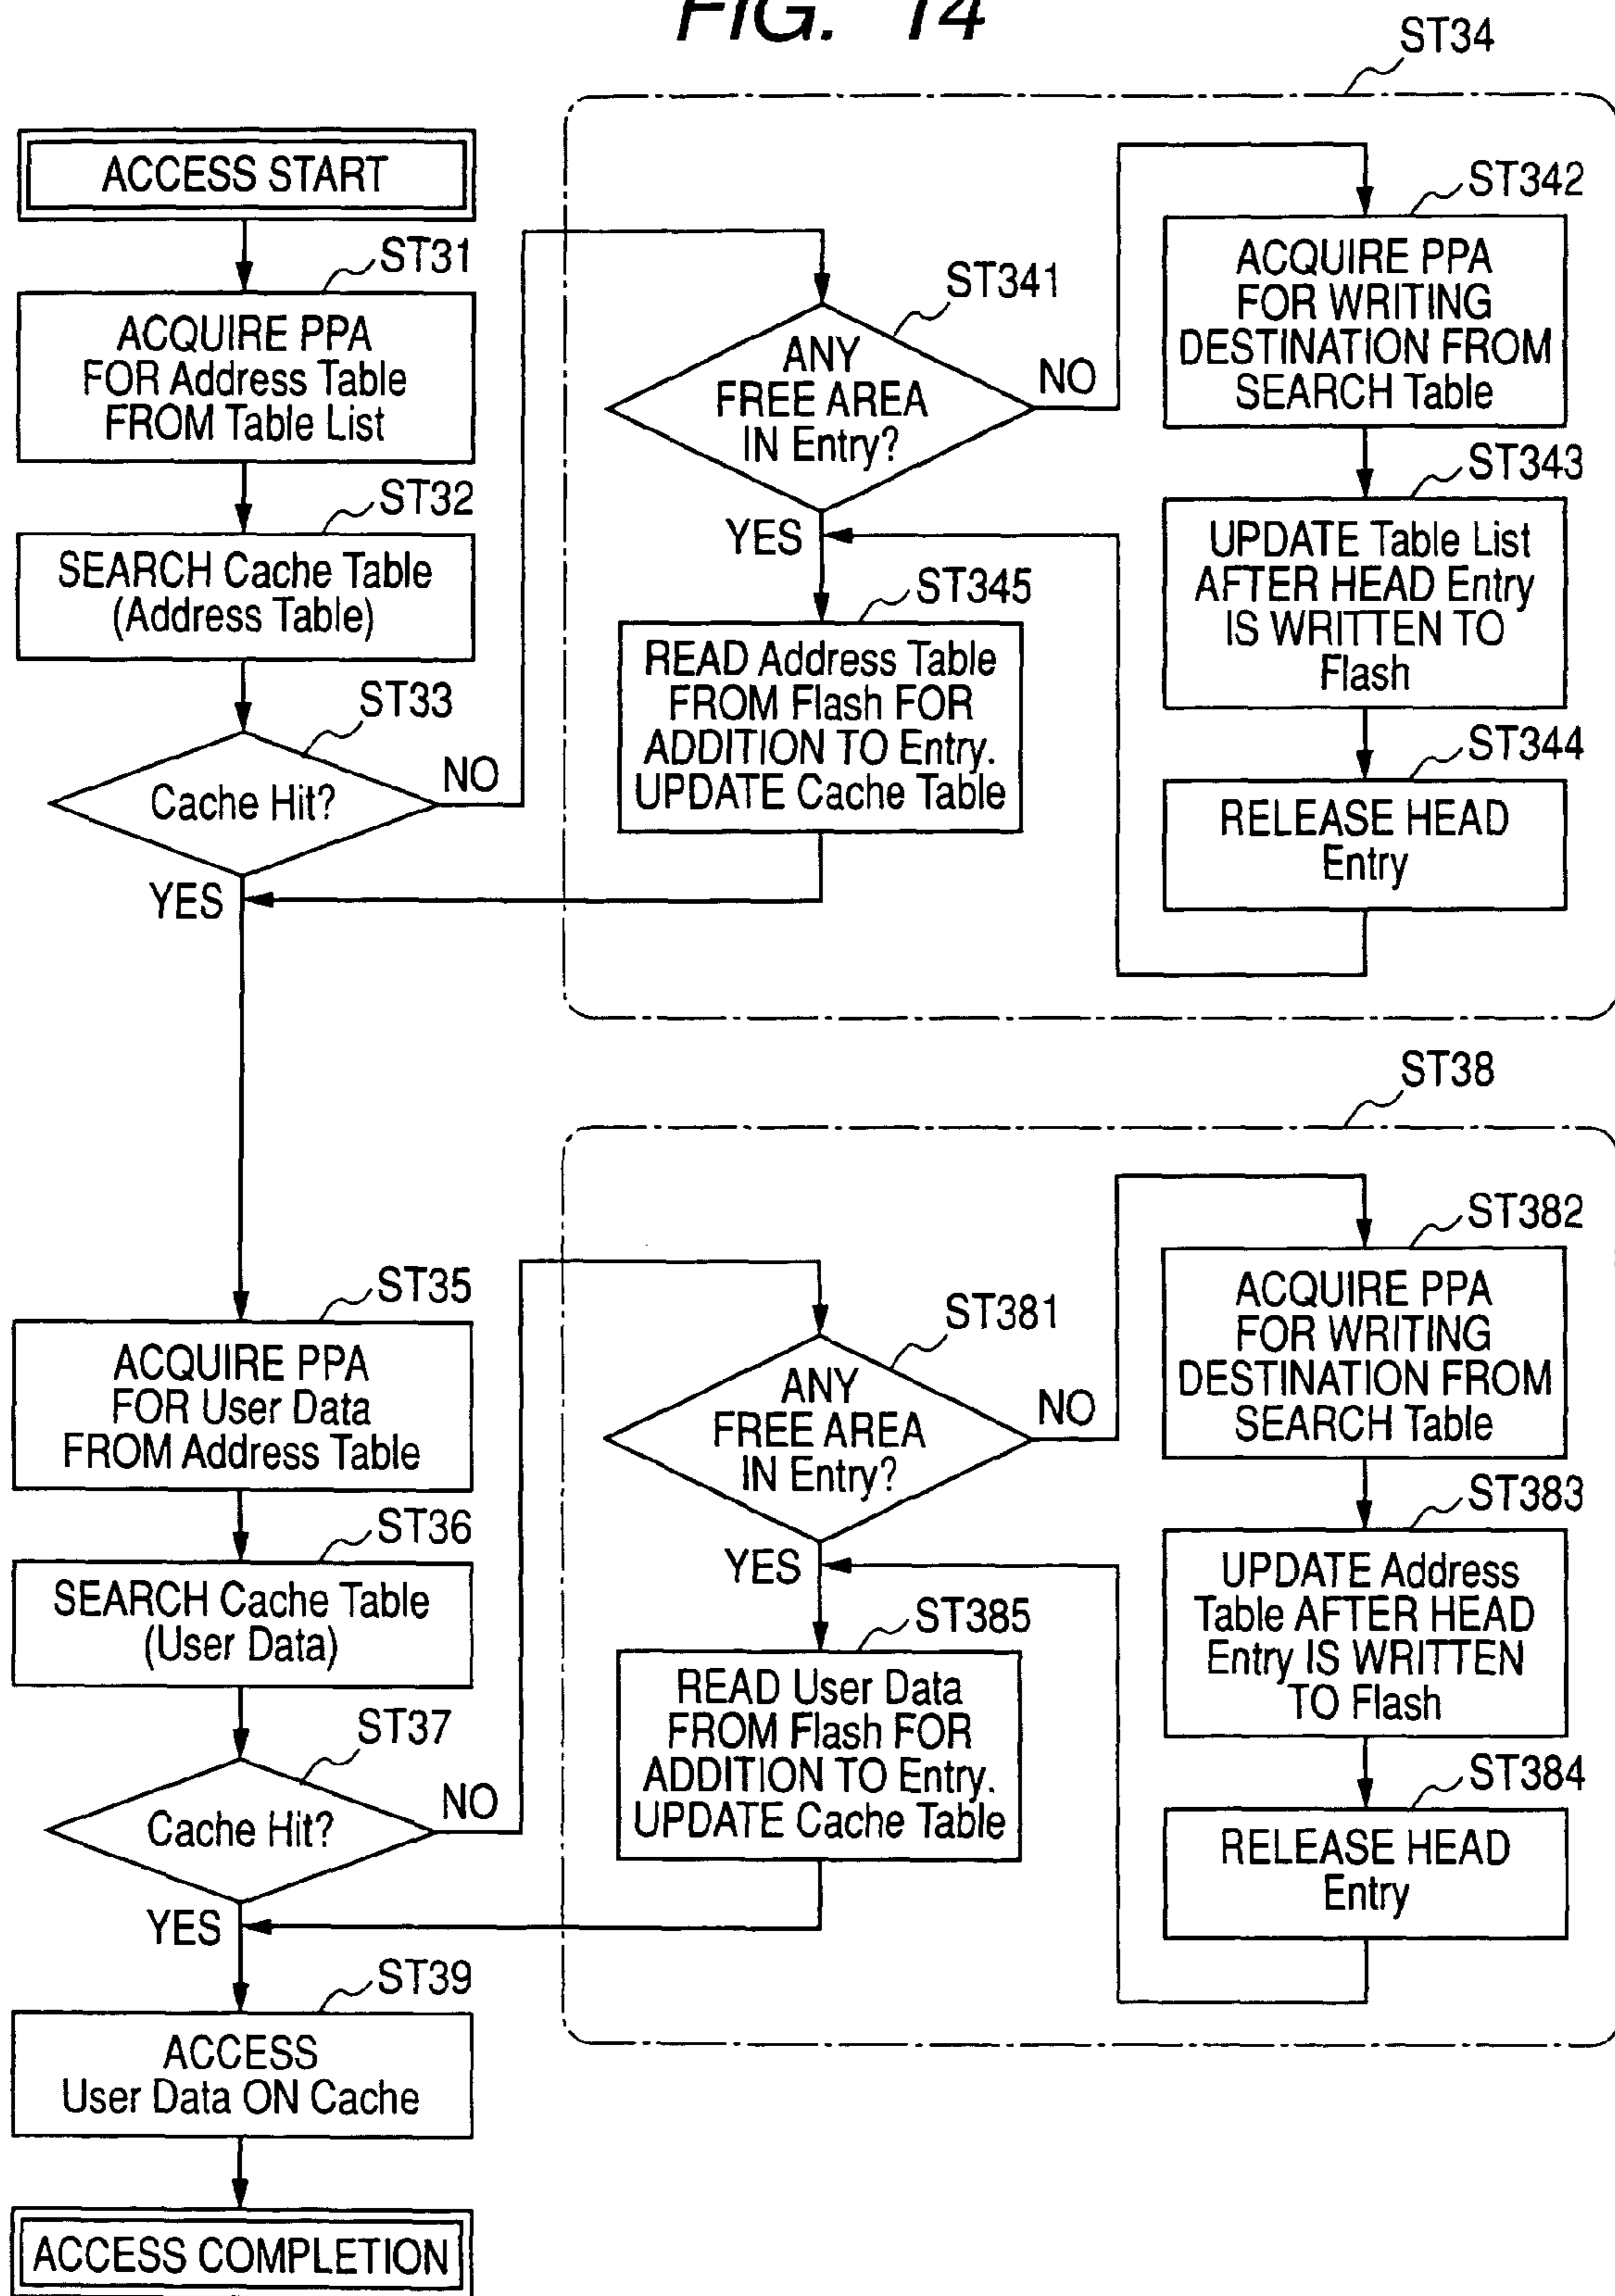 FIG. 14
ST34
ACCESS START
ST31
ACQUIRE PPA
FOR Address Table
FROM Table List
ST32
SEARCH Cache Table
(Address Table)
ST33
Cache Hit?
NO
YES
ST341
ANY
FREE AREA
IN Entry?
NO
YES
ST342
ACQUIRE PPA
FOR WRITING
DESTINATION FROM
SEARCH Table
ST343
UPDATE Table List
AFTER HEAD Entry
IS WRITTEN TO
Flash
ST344
RELEASE HEAD
Entry
ST345
READ Address Table
FROM Flash FOR
ADDITION TO Entry.
UPDATE Cache Table
ST38
ST35
ACQUIRE PPA
FOR User Data
FROM Address Table
ST36
SEARCH Cache Table
(User Data)
ST37
Cache Hit?
NO
YES
ST381
ANY
FREE AREA
IN Entry?
NO
YES
ST382
ACQUIRE PPA
FOR WRITING
DESTINATION FROM
SEARCH Table
ST383
UPDATE Address
Table AFTER HEAD
Entry IS WRITTEN
TO Flash
ST384
RELEASE HEAD
Entry
ST385
READ User Data
FROM Flash FOR
ADDITION TO Entry.
UPDATE Cache Table
ST39
ACCESS
User Data ON Cache
ACCESS COMPLETION